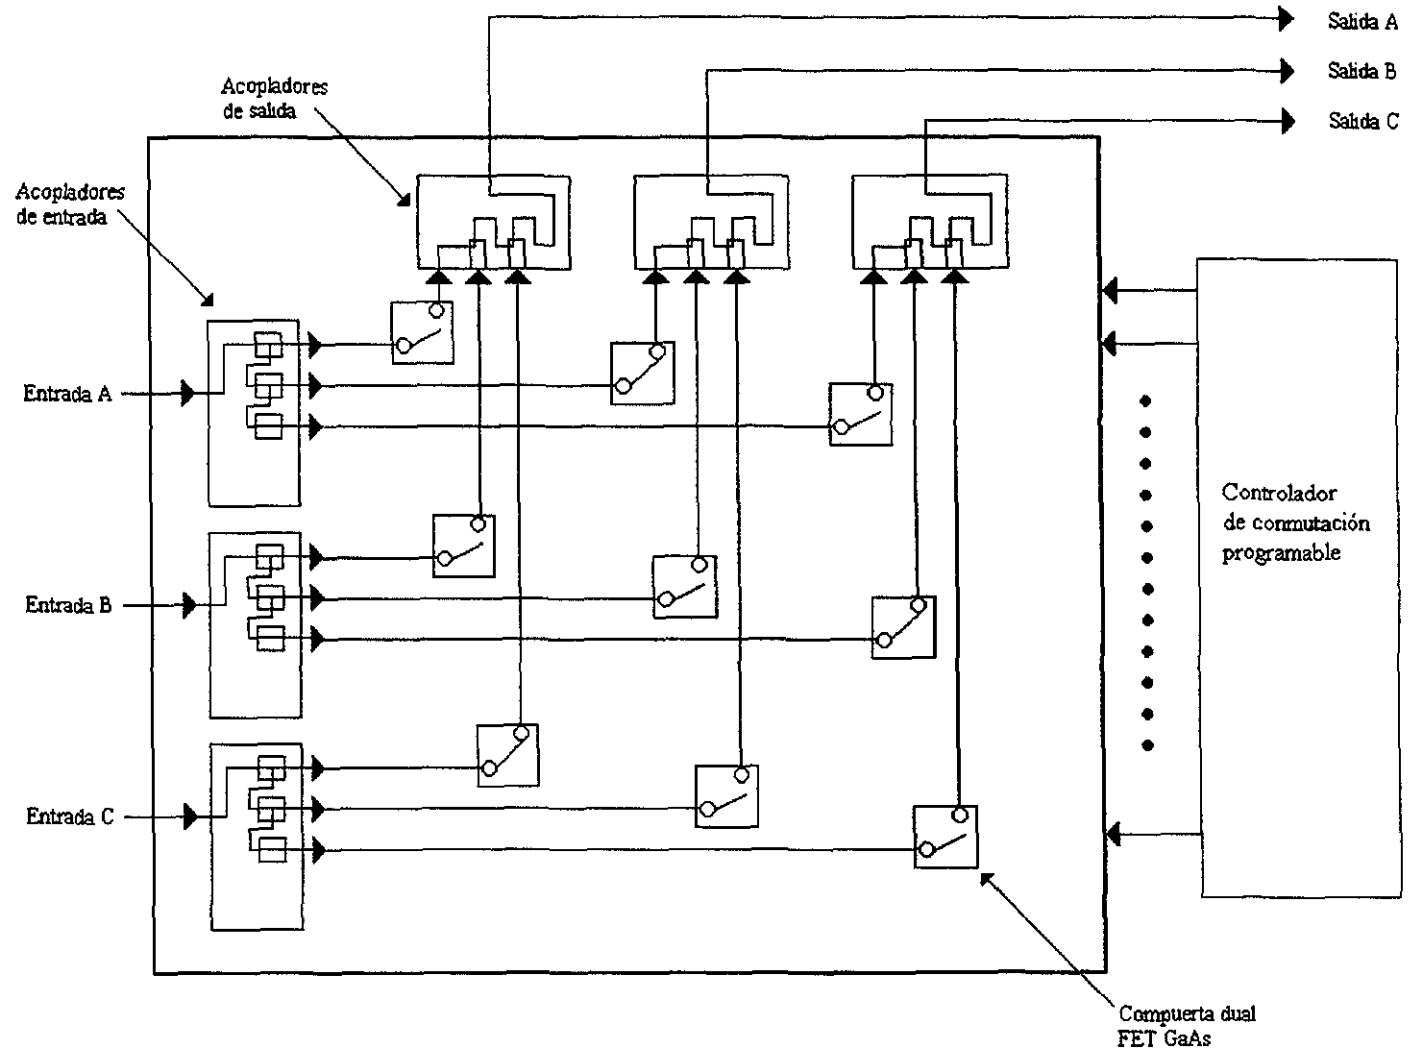 Salida A
Salida B
Salida C
Acopladores
de salida
Acopladores
de entrada
Entrada A
Entrada B
Entrada C
Controlador
de conmutación
programable
Compuerta dual
FET GaAs